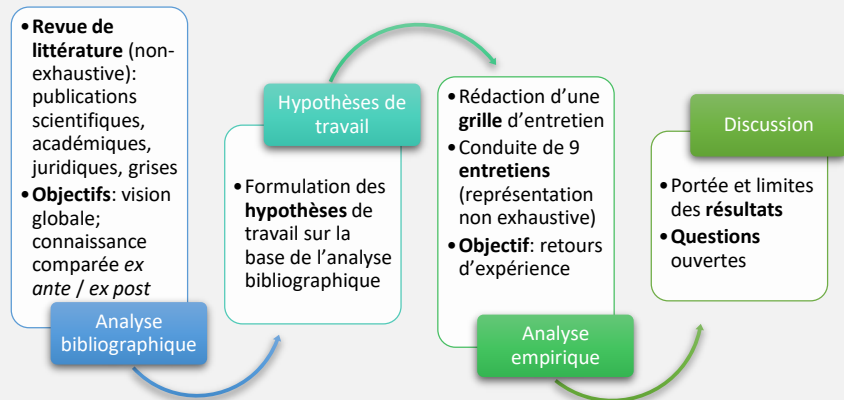 •Revue de
littérature (non-
exhaustive):
publications
scientifiques,
académiques,
juridiques, grises
•Objectifs: vision
globale;
connaissance
comparée ex
ante / ex post
Analyse
bibliographique
Hypothèses de
travail
•Formulation des
hypothèses de
travail sur la
base de l’analyse
bibliographique
•Rédaction d’une
grille d’entretien
•Conduite de 9
entretiens
(représentation
non exhaustive)
•Objectif: retours
d’expérience
Analyse
empirique
Discussion
•Portée et limites
des résultats
•Questions
ouvertes